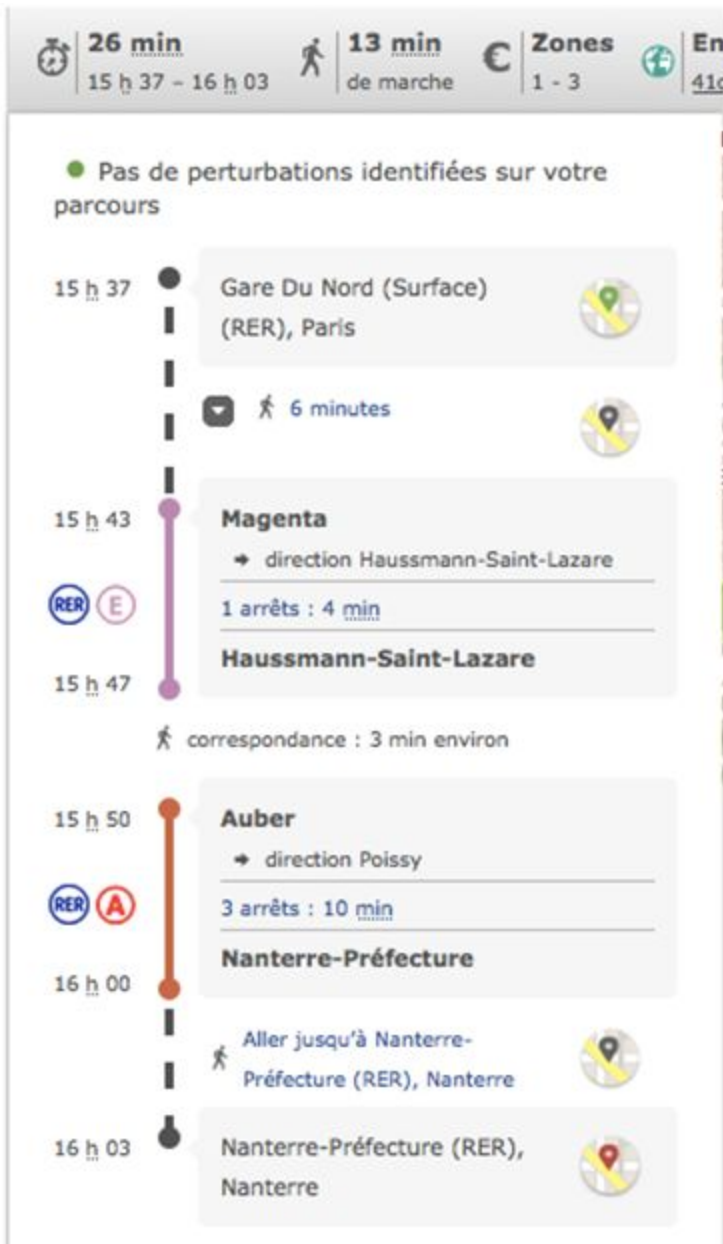 26 min
15 h 37 – 16 h 03
13 min
de marche
€
Zones
1 - 3
Pas de perturbations identifiées sur votre
parcours
15 h 37
Gare Du Nord (Surface)
(RER), Paris
6 minutes
15 h 43
Magenta
direction Haussmann-Saint-Lazare
RER E
1 arrêts : 4 min
Haussmann-Saint-Lazare
15 h 47
correspondance : 3 min environ
15 h 50
Auber
direction Poissy
RER A
3 arrêts : 10 min
Nanterre-Préfecture
16 h 00
Aller jusqu'à Nanterre-
Préfecture (RER), Nanterre
16 h 03
Nanterre-Préfecture (RER),
Nanterre